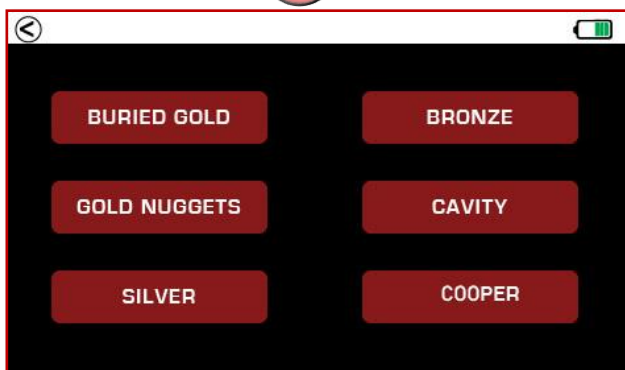 BURIED GOLD
BRONZE
GOLD NUGGETS
CAVITY
SILVER
COOPER